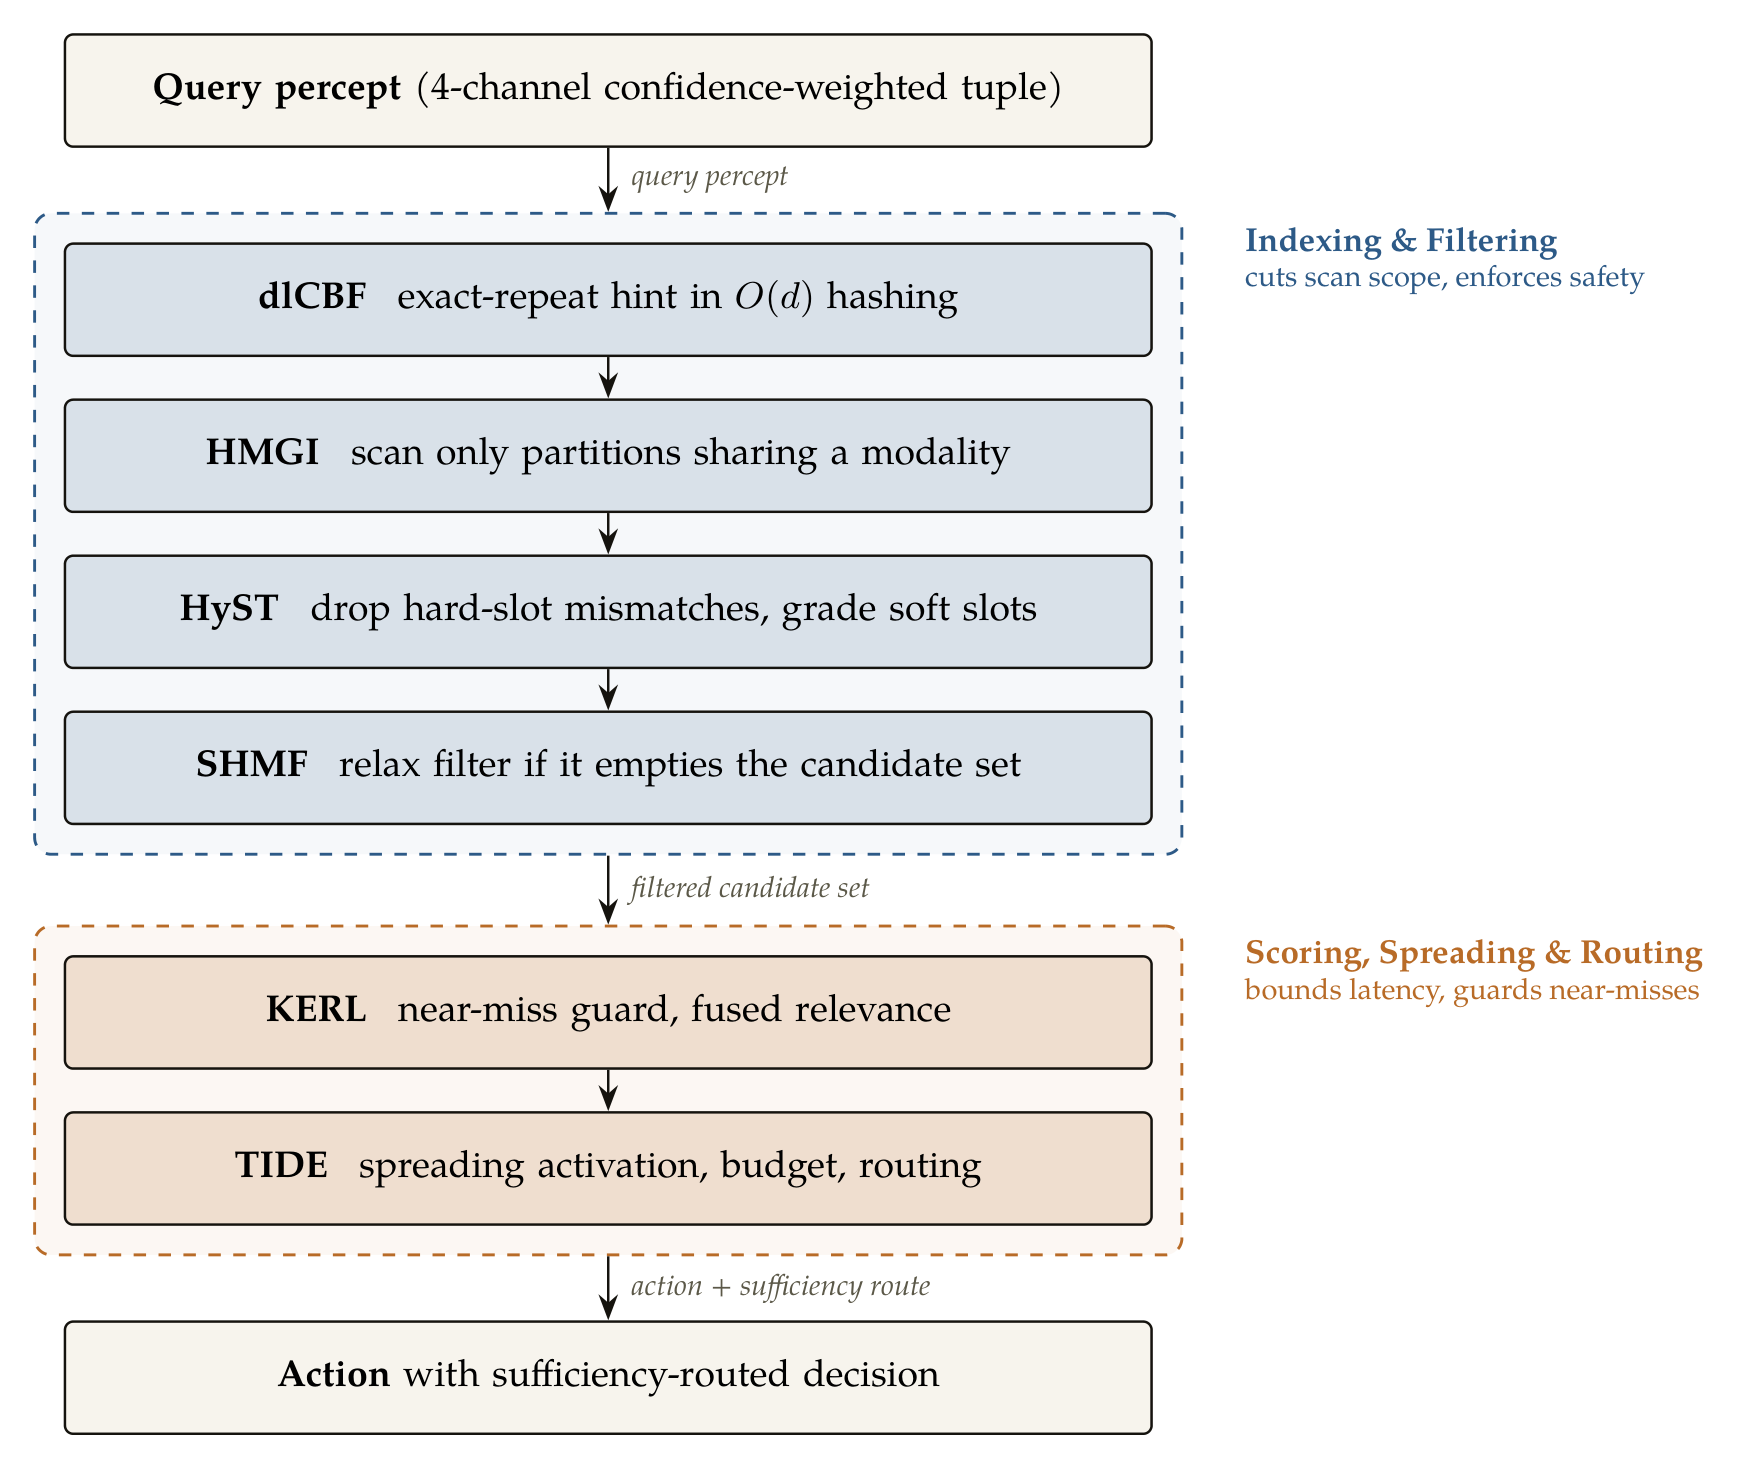 Query percept (4-channel confidence-weighted tuple)
query percept
Indexing & Filtering
cuts scan scope, enforces safety
dlCBF exact-repeat hint in O(d) hashing
HMGI scan only partitions sharing a modality
HyST drop hard-slot mismatches, grade soft slots
SHMF relax filter if it empties the candidate set
filtered candidate set
Scoring, Spreading & Routing
bounds latency, guards near-misses
KERL near-miss guard, fused relevance
TIDE spreading activation, budget, routing
action + sufficiency route
Action with sufficiency-routed decision